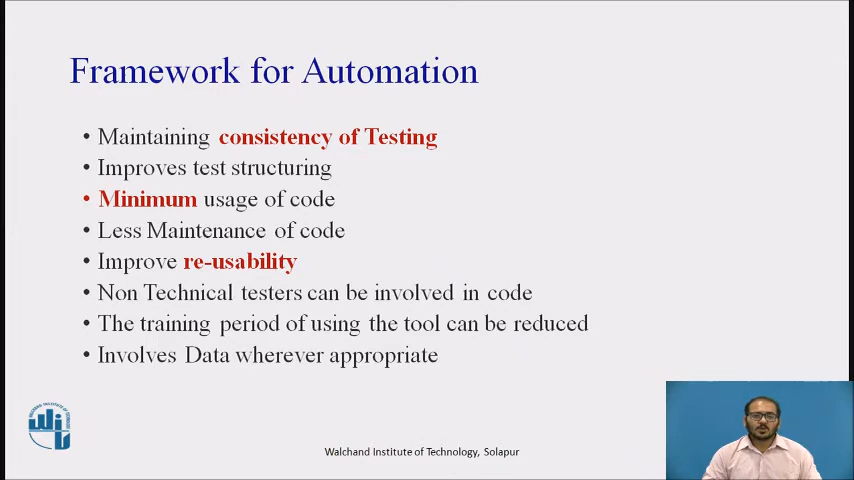 Framework for Automation
• Maintaining consistency of Testing
• Improves test structuring
• Minimum usage of code
• Less Maintenance of code
• Improve re-usability
• Non Technical testers can be involved in code
• The training period of using the tool can be reduced
• Involves Data wherever appropriate
Walchand Institute of Technology, Solapur